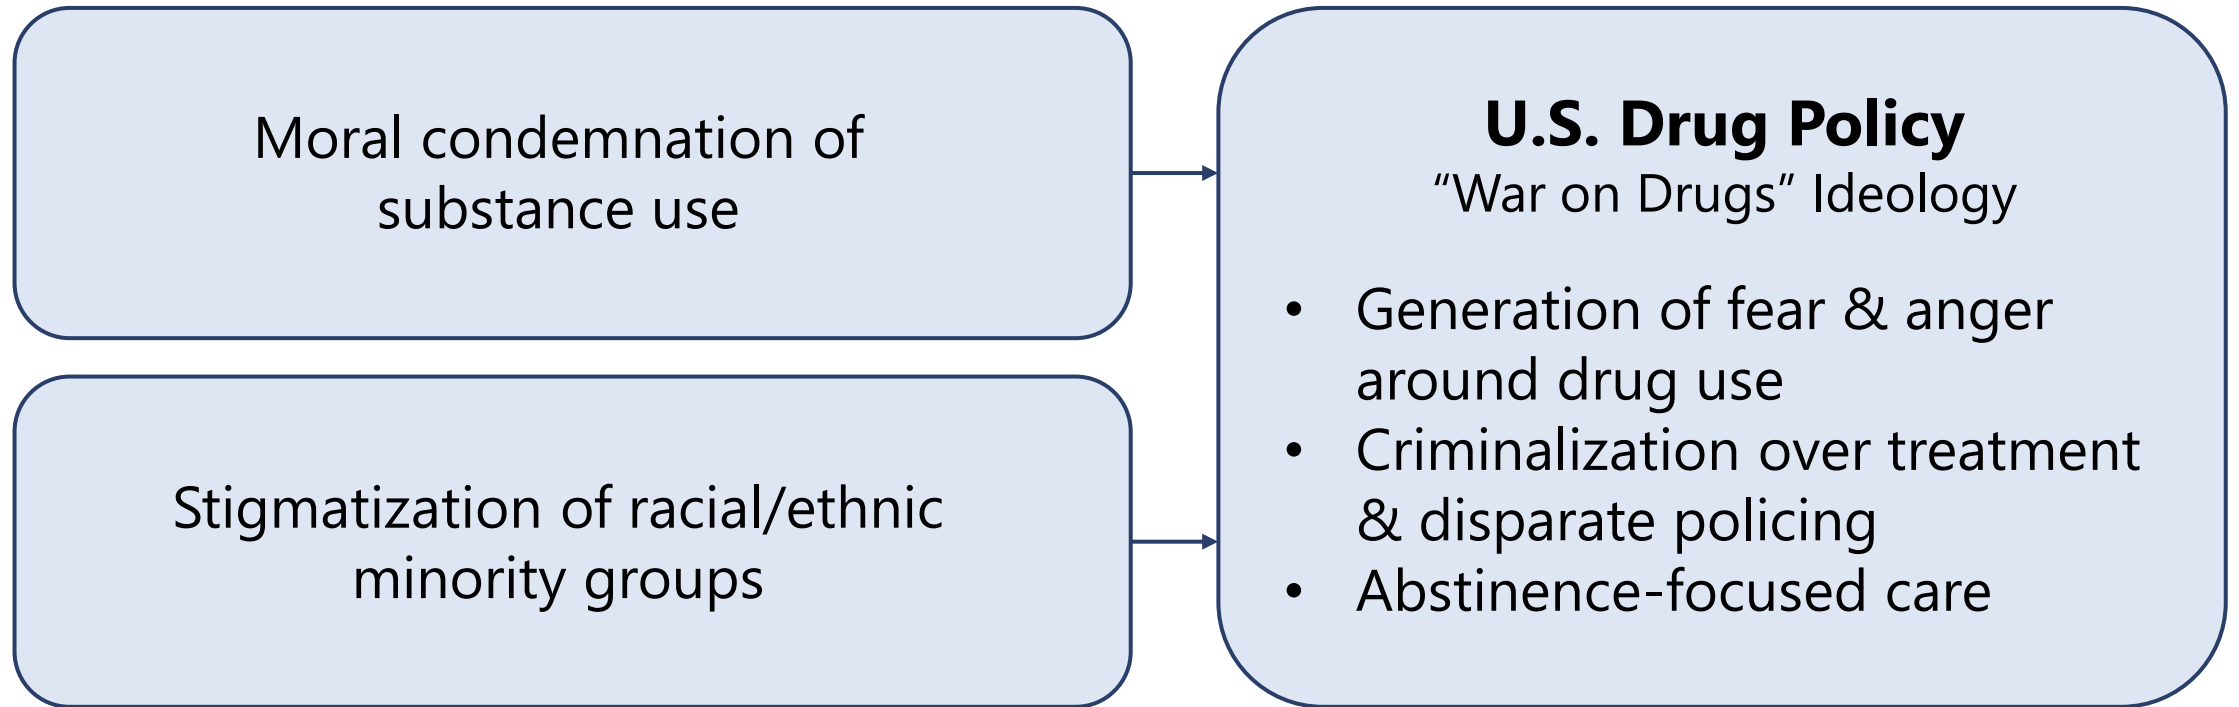 Moral condemnation of
substance use
Stigmatization of racial/ethnic
minority groups
U.S. Drug Policy
“War on Drugs” Ideology
• Generation of fear & anger
around drug use
• Criminalization over treatment
& disparate policing
• Abstinence-focused care